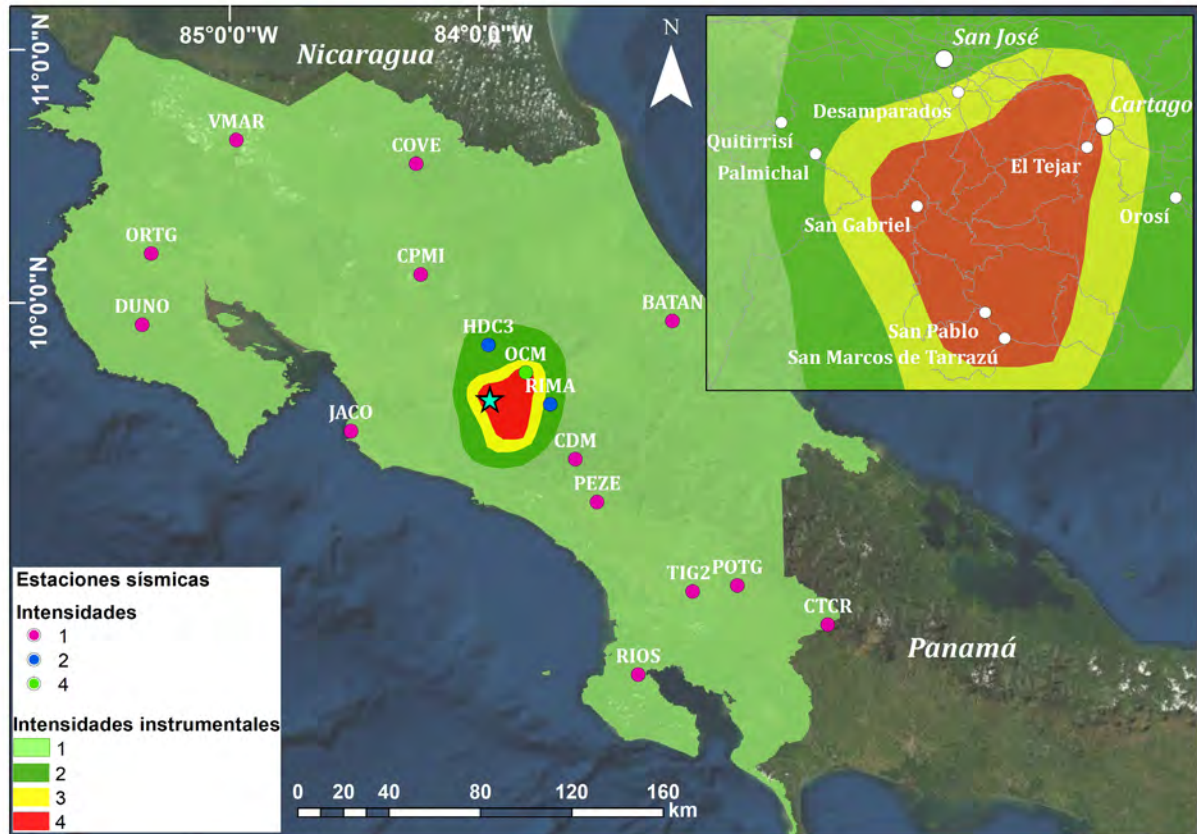 85°0'0"W
84°0'0"W
11°0'0"N
10°0'0"N
Nicaragua
N
VMAR
COVE
ORTG
CPMI
DUNO
BATAN
HDC3
OCM
RIMA
JACO
CDM
PEZE
TIG2
POTG
CTCR
RIOS
Panamá
San José
Desamparados
Cartago
Quitirrisí
Palmichal
El Tejar
San Gabriel
Orosí
San Pablo
San Marcos de Tarrazú
Estaciones sísmicas
Intensidades
1
2
4
Intensidades instrumentales
1
2
3
4
0 20 40 80 120 160
km